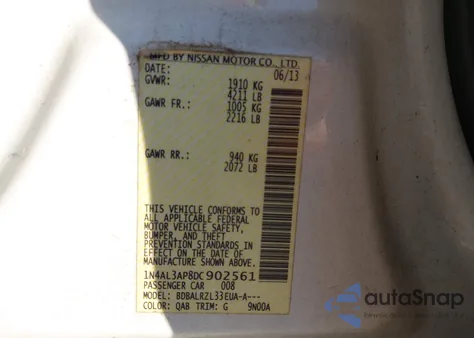 MFD BY NISSAN MOTOR CO., LTD.
DATE: 06/13
GVWR: 1910 KG
4211 LB
GAWR FR.: 1005 KG
2216 LB
GAWR RR.: 940 KG
2072 LB
THIS VEHICLE CONFORMS TO
ALL APPLICABLE FEDERAL
MOTOR VEHICLE SAFETY,
BUMPER, AND THEFT
PREVENTION STANDARDS IN
EFFECT ON THE DATE OF
MANUFACTURE SHOWN ABOVE.
1N4AL3AP8DC902561
PASSENGER CAR 008
MODEL: BDBALRZL33EUA-A---
COLOR: QAB TRIM: G 9N00A
autoSnap